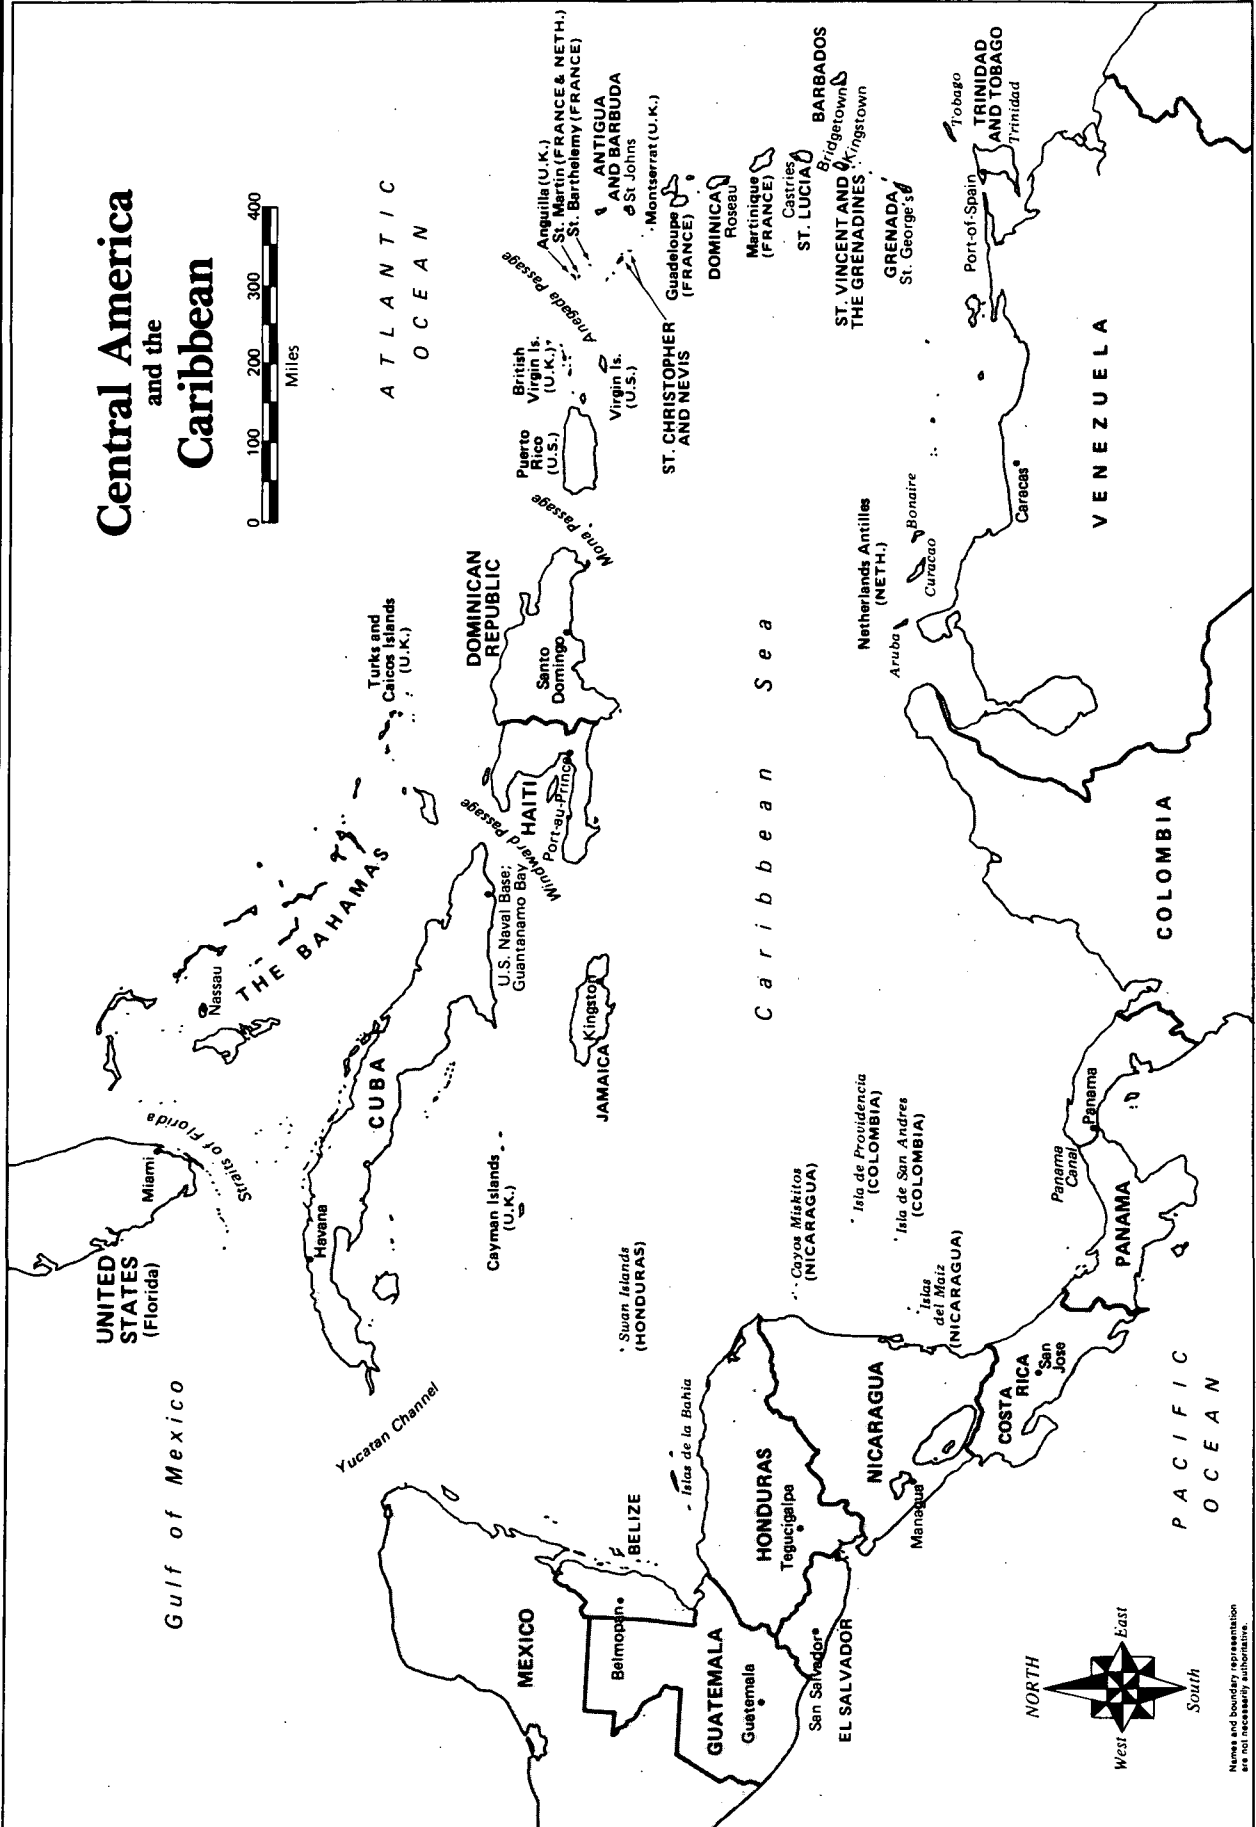 Central America
and the
Caribbean
0 100 200 300 400
Miles
ATLANTIC
OCEAN
Gulf of Mexico
UNITED
STATES
(Florida)
Miami
Straits of Florida
THE BAHAMAS
Nassau
Turks and
Caicos Islands
(U.K.)
Yucatan Channel
Havana
CUBA
U.S. Naval Base;
Guantanamo Bay
Windward Passage
Cayman Islands
(U.K.)
JAMAICA
Kingston
HAITI
Port-au-Prince
DOMINICAN
REPUBLIC
Santo
Domingo
Mona Passage
Puerto
Rico
(U.S.)
British
Virgin Is.
(U.K.)
Virgin Is.
(U.S.)
Anegada Passage
Anguilla (U.K.)
St. Martin (FRANCE & NETH.)
St. Barthelemy (FRANCE)
ANTIGUA
AND BARBUDA
St Johns
Montserrat (U.K.)
ST. CHRISTOPHER
AND NEVIS
Guadeloupe
(FRANCE)
DOMINICA
Roseau
Martinique
(FRANCE)
Castries
ST. LUCIA
BARBADOS
Bridgetown
Kingstown
ST. VINCENT AND
THE GRENADINES
GRENADA
St. George's
Tobago
TRINIDAD
AND TOBAGO
Trinidad
Port-of-Spain
Caribbean Sea
Netherlands Antilles
(NETH.)
Aruba
Curacao
Bonaire
Caracas
VENEZUELA
COLOMBIA
MEXICO
BELIZE
Belmopan
GUATEMALA
Guatemala
San Salvador
EL SALVADOR
Islas de la Bahia
HONDURAS
Tegucigalpa
Swan Islands
(HONDURAS)
Cayos Miskitos
(NICARAGUA)
Isla de Providencia
(COLOMBIA)
Isla de San Andres
(COLOMBIA)
Islas
del Maiz
(NICARAGUA)
NICARAGUA
Managua
COSTA
RICA
San
Jose
Panama
Canal
Panama
PANAMA
PACIFIC
OCEAN
NORTH
West
East
South
Names and boundary representation
are not necessarily authoritative.